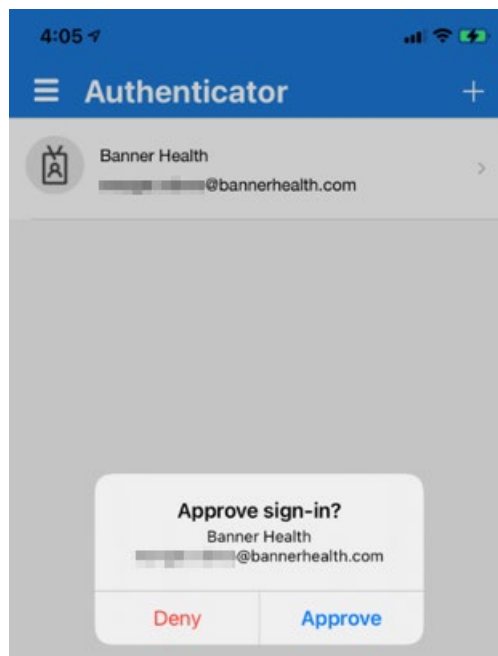 4:05
Authenticator
Banner Health
@bannerhealth.com
Approve sign-in?
Banner Health
@bannerhealth.com
Deny
Approve